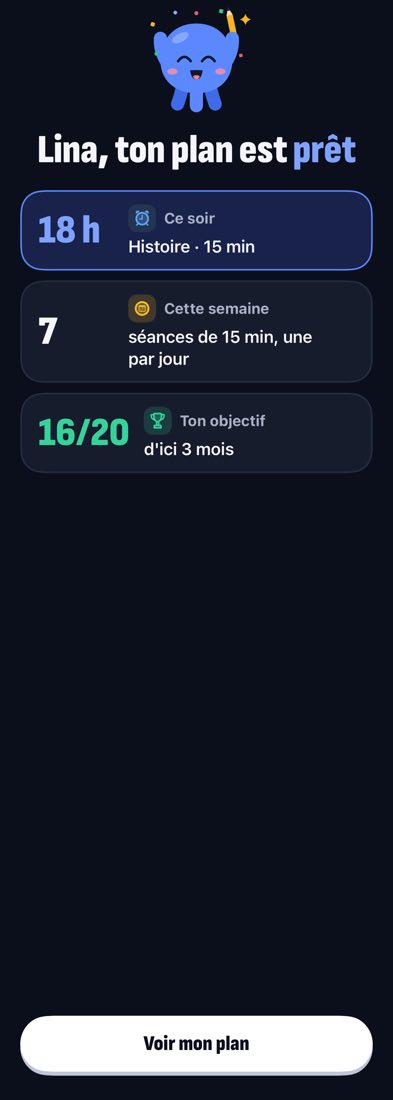 Lina, ton plan est prêt
18 h
Ce soir
Histoire · 15 min
7
Cette semaine
séances de 15 min, une
par jour
16/20
Ton objectif
d'ici 3 mois
Voir mon plan